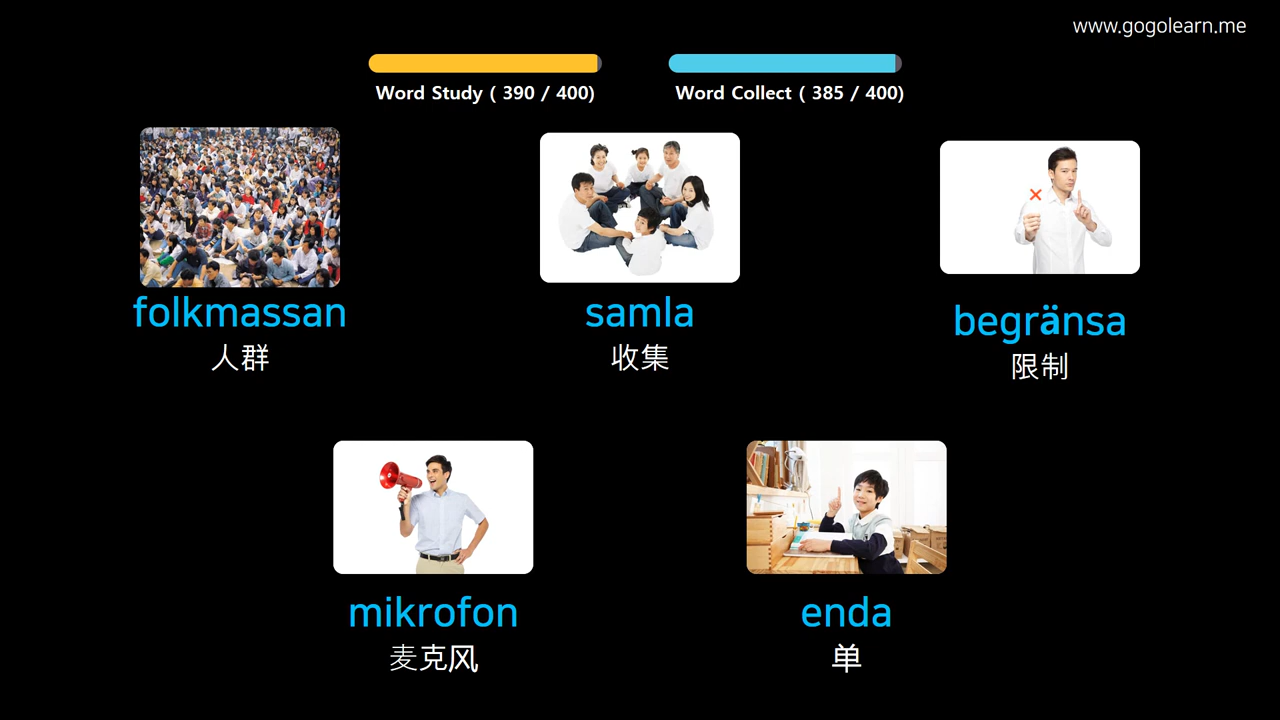 www.gogolearn.me
Word Study ( 390 / 400)
Word Collect ( 385 / 400)
folkmassan
人群
samla
收集
begränsa
限制
mikrofon
麦克风
enda
单